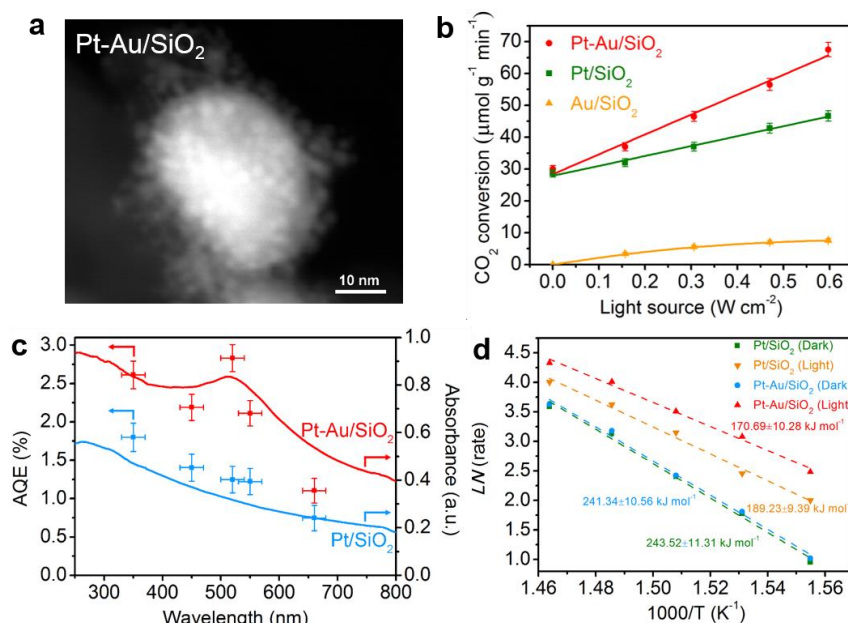 a
Pt-Au/SiO₂
10 nm
b
CO₂ conversion (μmol g⁻¹ min⁻¹)
70
60
50
40
30
20
10
0
Pt-Au/SiO₂
Pt/SiO₂
Au/SiO₂
0.0 0.1 0.2 0.3 0.4 0.5 0.6
Light source (W cm⁻²)
c
AQE (%)
3.0
2.5
2.0
1.5
1.0
0.5
0.0
Pt-Au/SiO₂
Pt/SiO₂
1.0
0.8
0.6
0.4
0.2
0.0
Absorbance (a.u.)
300 400 500 600 700 800
Wavelength (nm)
d
LN (rate)
4.5
4.0
3.5
3.0
2.5
2.0
1.5
1.0
Pt/SiO₂ (Dark)
Pt/SiO₂ (Light)
Pt-Au/SiO₂ (Dark)
Pt-Au/SiO₂ (Light)
170.69±10.28 kJ mol⁻¹
241.34±10.56 kJ mol⁻¹
189.23±9.39 kJ mol⁻¹
243.52±11.31 kJ mol⁻¹
1.46 1.48 1.50 1.52 1.54 1.56
1000/T (K⁻¹)